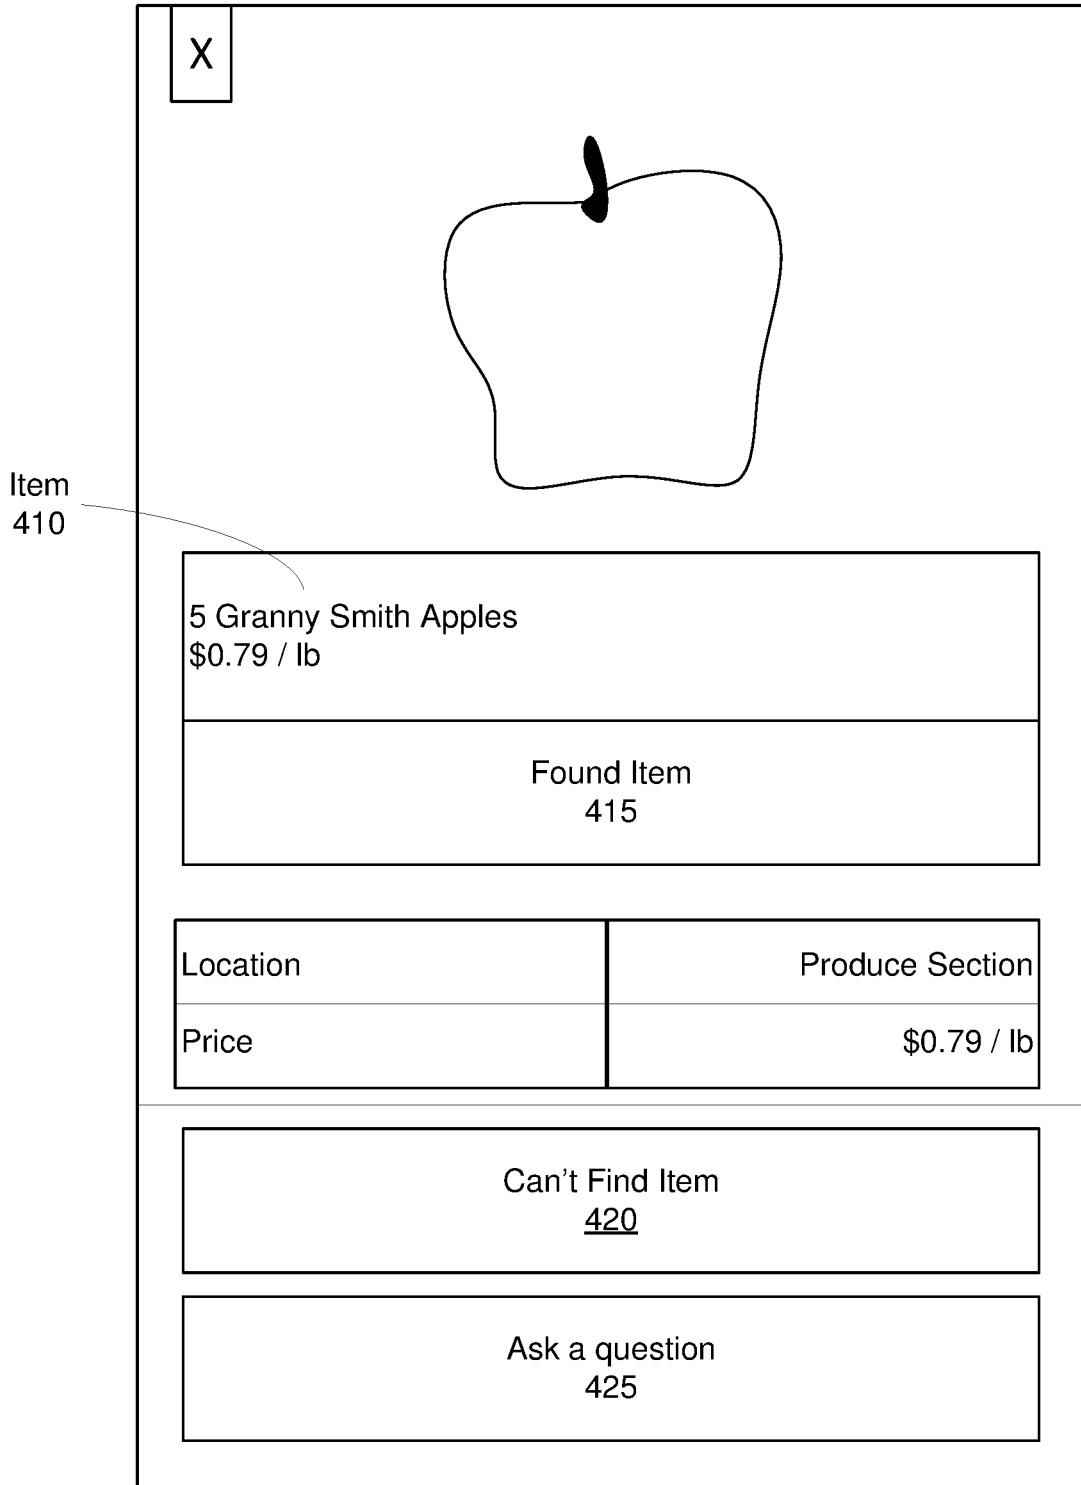 X
Item
410
5 Granny Smith Apples
$0.79 / lb
Found Item
415
Location
Produce Section
Price
$0.79 / lb
Can't Find Item
420
Ask a question
425